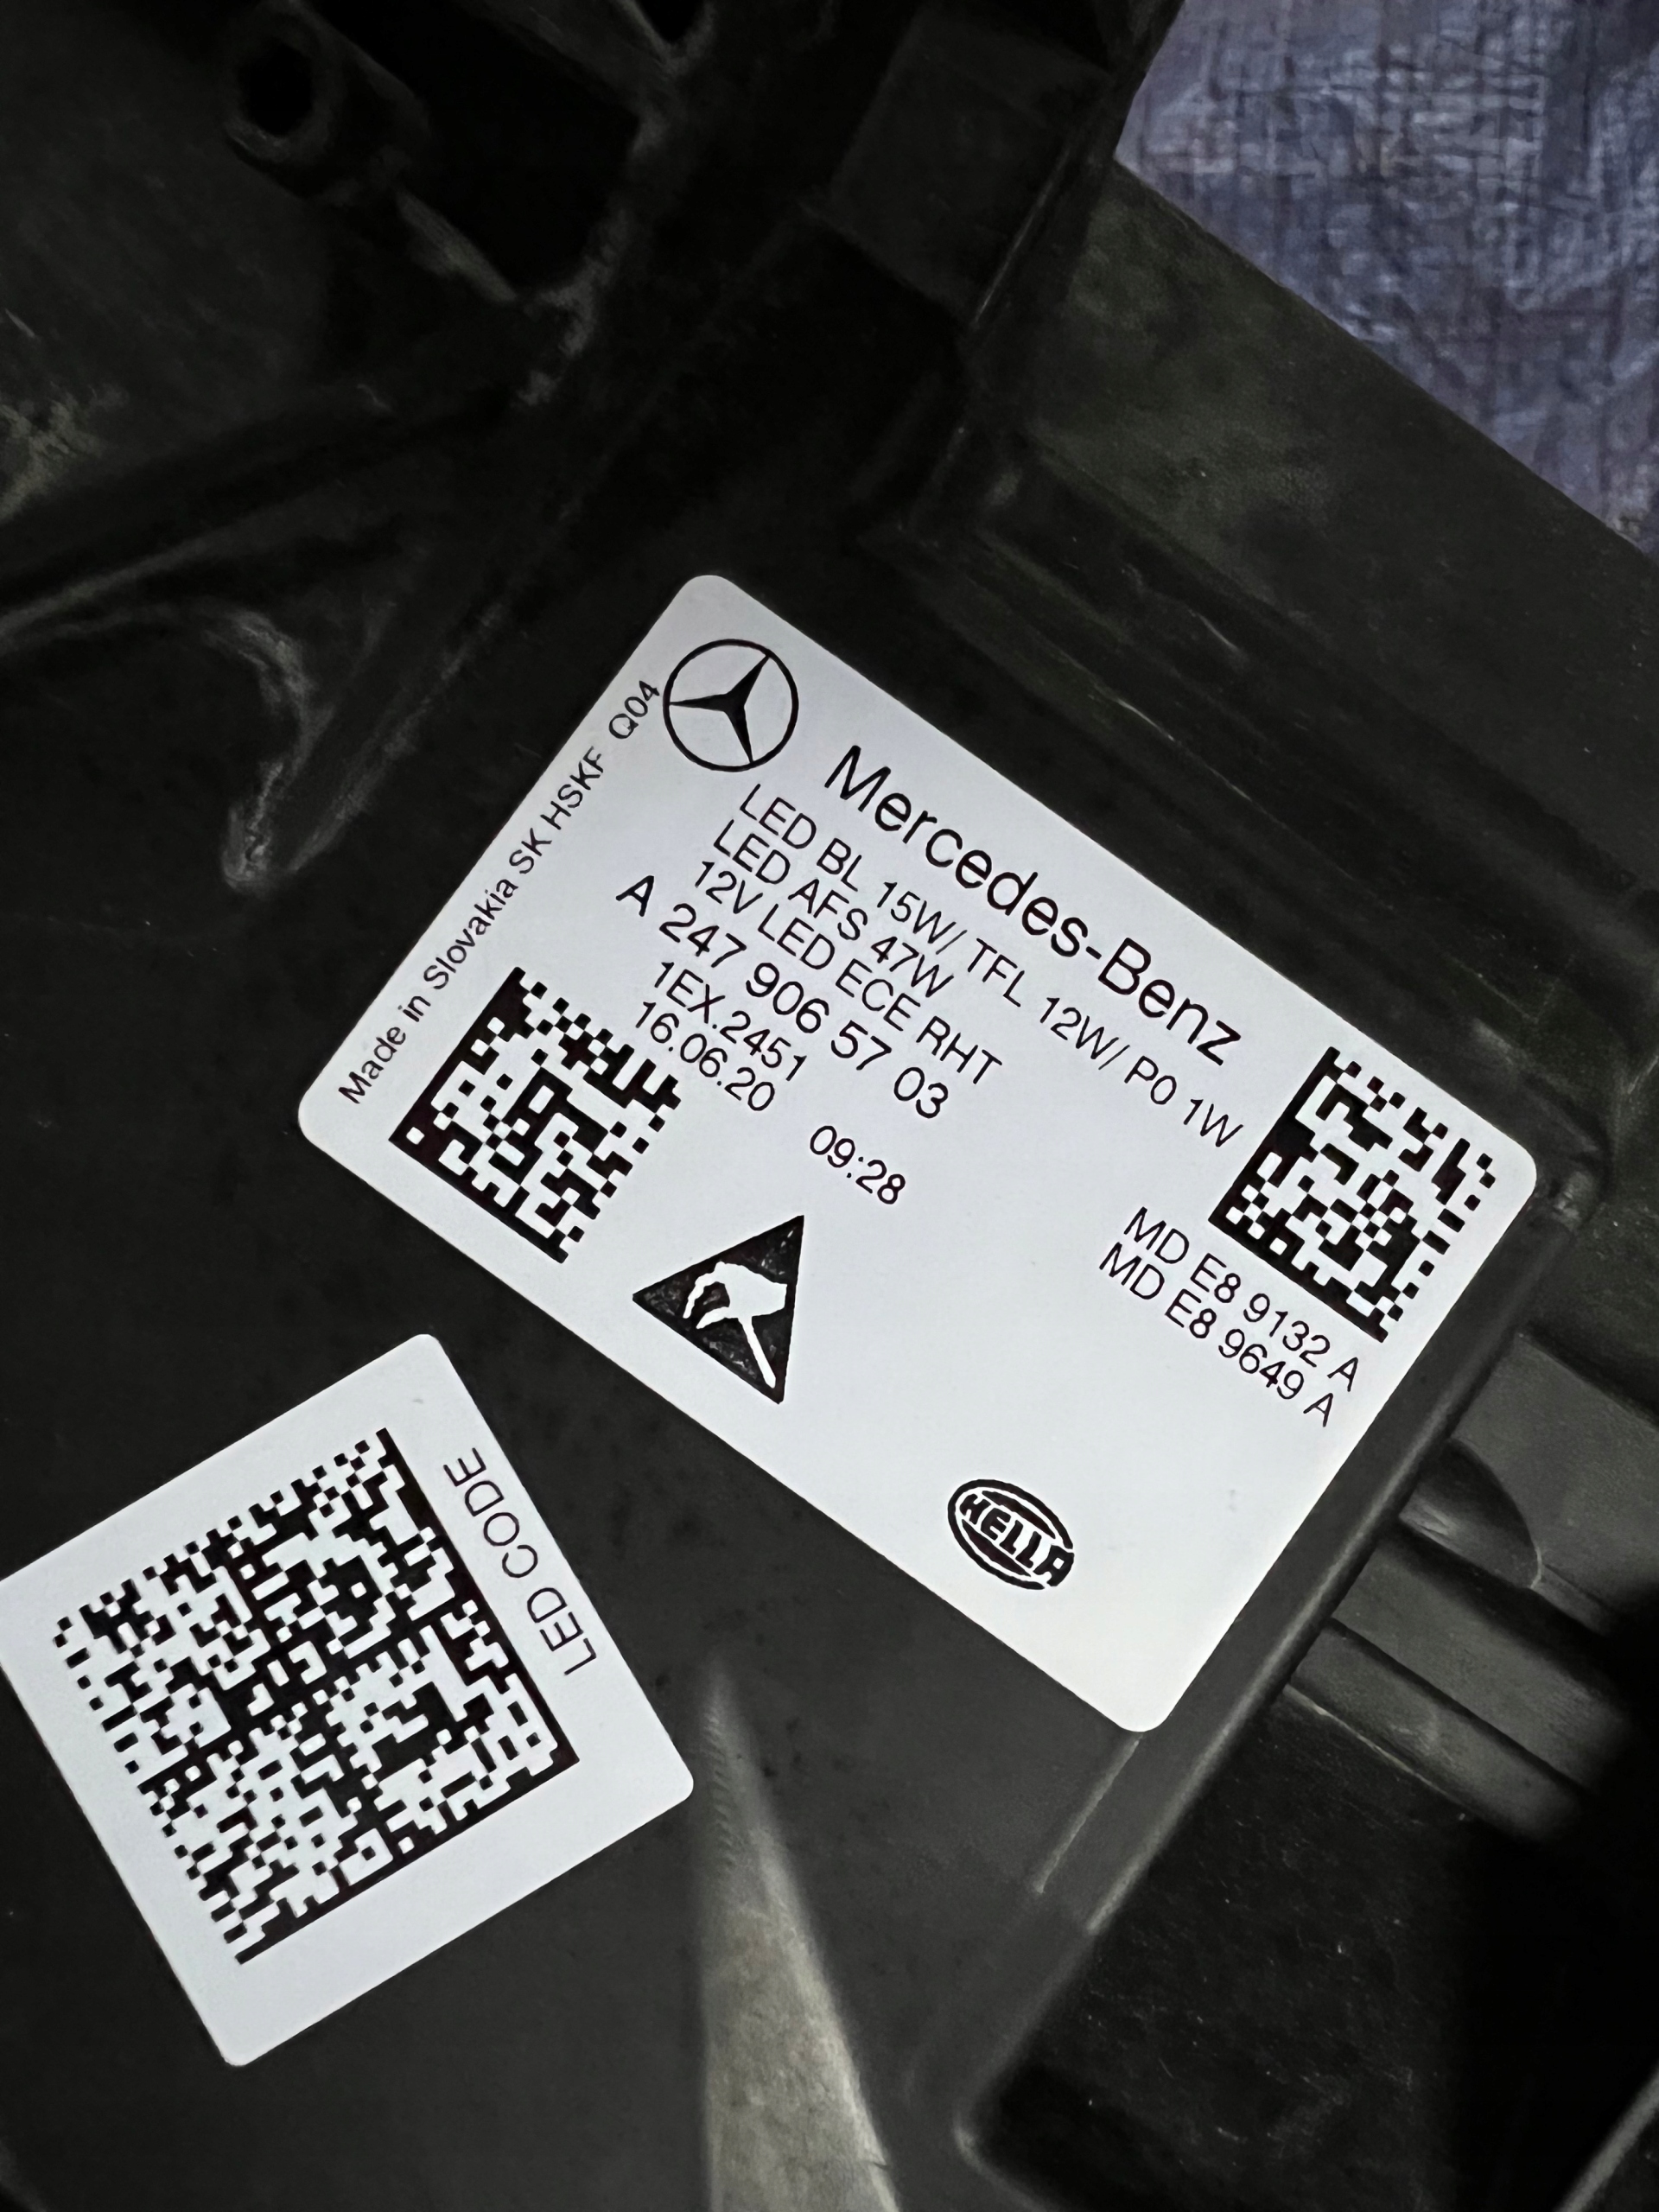 Made in Slovakia SK HSKF Q04
Mercedes-Benz
LED BL 15W/ TFL 12W/ P0 1W
LED AFS 47W
12V LED ECE RHT
A 247 906 57 03
1EX.2451
16.06.20 09:28
MD E8 9132 A
MD E8 9649 A
HELLA
LED CODE